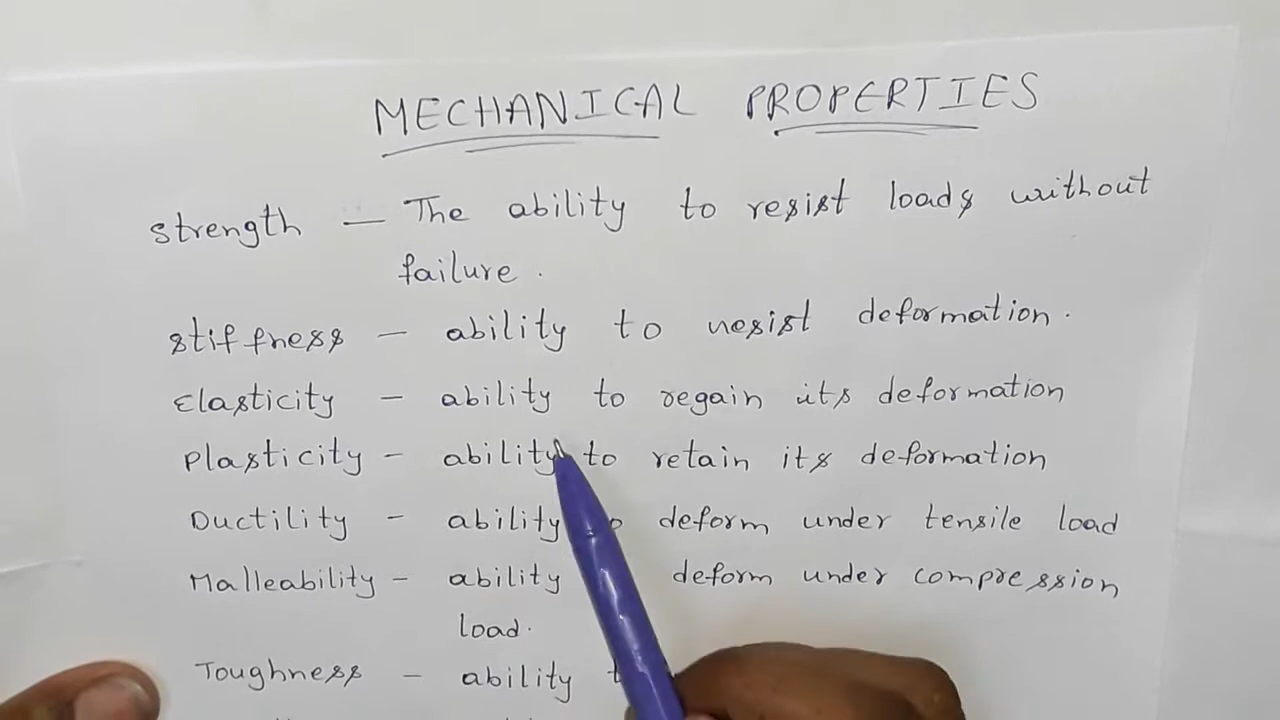 MECHANICAL PROPERTIES
strength — The ability to resist loads without
failure.
stiffness — ability to resist deformation.
Elasticity — ability to regain its deformation
Plasticity — ability to retain its deformation
Ductility — ability deform under tensile load
Malleability — ability deform under compression
load.
Toughness — ability